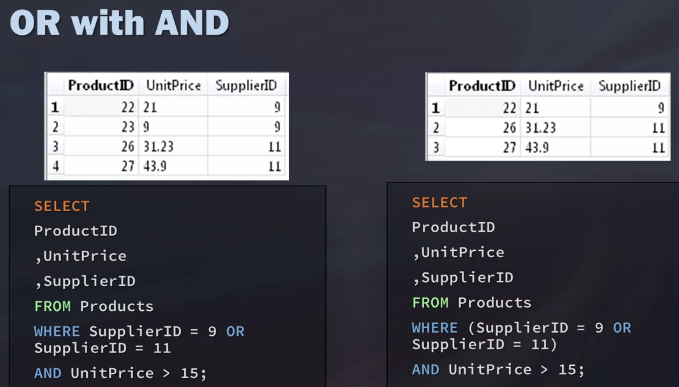 OR with AND
ProductID UnitPrice SupplierID
1 22 21 9
2 23 9 9
3 26 31.23 11
4 27 43.9 11
SELECT
ProductID
,UnitPrice
,SupplierID
FROM Products
WHERE SupplierID = 9 OR
SupplierID = 11
AND UnitPrice > 15;
ProductID UnitPrice SupplierID
1 22 21 9
2 26 31.23 11
3 27 43.9 11
SELECT
ProductID
,UnitPrice
,SupplierID
FROM Products
WHERE (SupplierID = 9 OR
SupplierID = 11)
AND UnitPrice > 15;